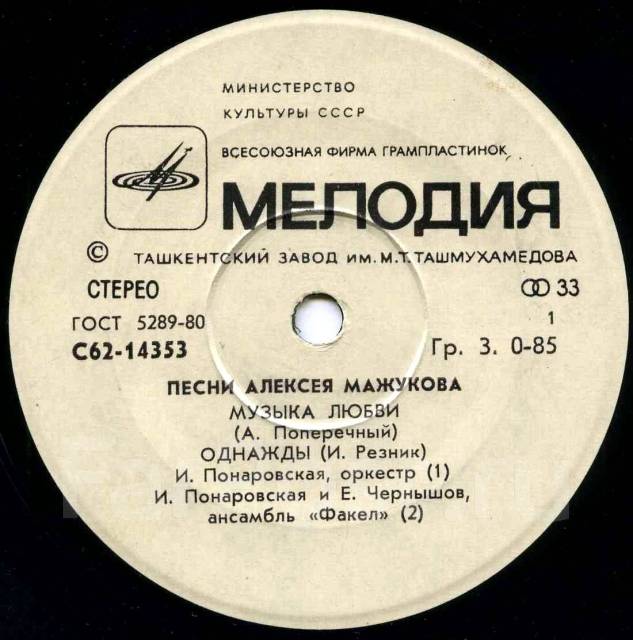 МИНИСТЕРСТВО
КУЛЬТУРЫ СССР
ВСЕСОЮЗНАЯ ФИРМА ГРАМПЛАСТИНОК
МЕЛОДИЯ
© ТАШКЕНТСКИЙ ЗАВОД ИМ. М.Т.ТАШМУХАМЕДОВА
СТЕРЕО
33
ГОСТ 5289-80
1
С62-14353
Гр. 3. 0-85
ПЕСНИ АЛЕКСЕЯ МАЖУКОВА
МУЗЫКА ЛЮБВИ
(А. Поперечный)
ОДНАЖДЫ (И. Резник)
И. Понаровская, оркестр (1)
И. Понаровская и Е. Чернышов,
ансамбль «Факел» (2)